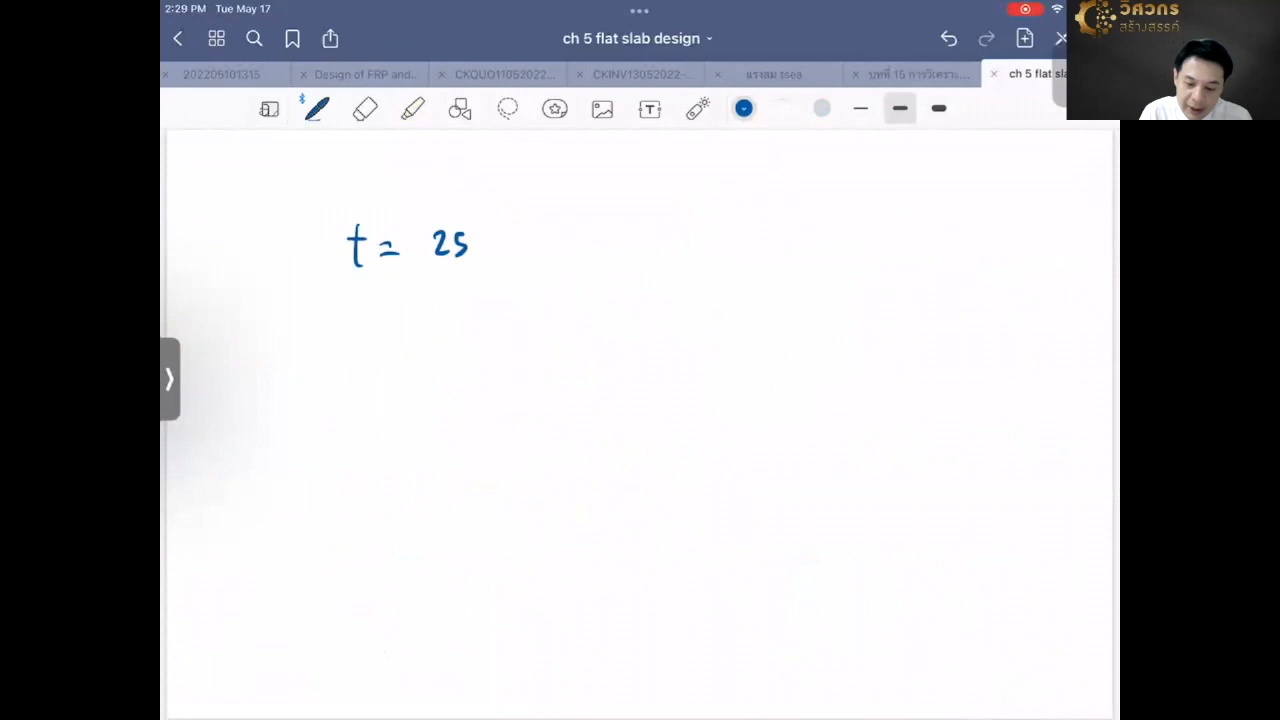 2:29 PM Tue May 17
วิศวกร
สร้างสรรค์
ch 5 flat slab design
202205101315
Design of FRP and..
CKQUO11052022...
CKINV13052022-...
แรงลม tsea
บทที่ 15 การวิเคราะ...
ch 5 flat sla
T
t = 25